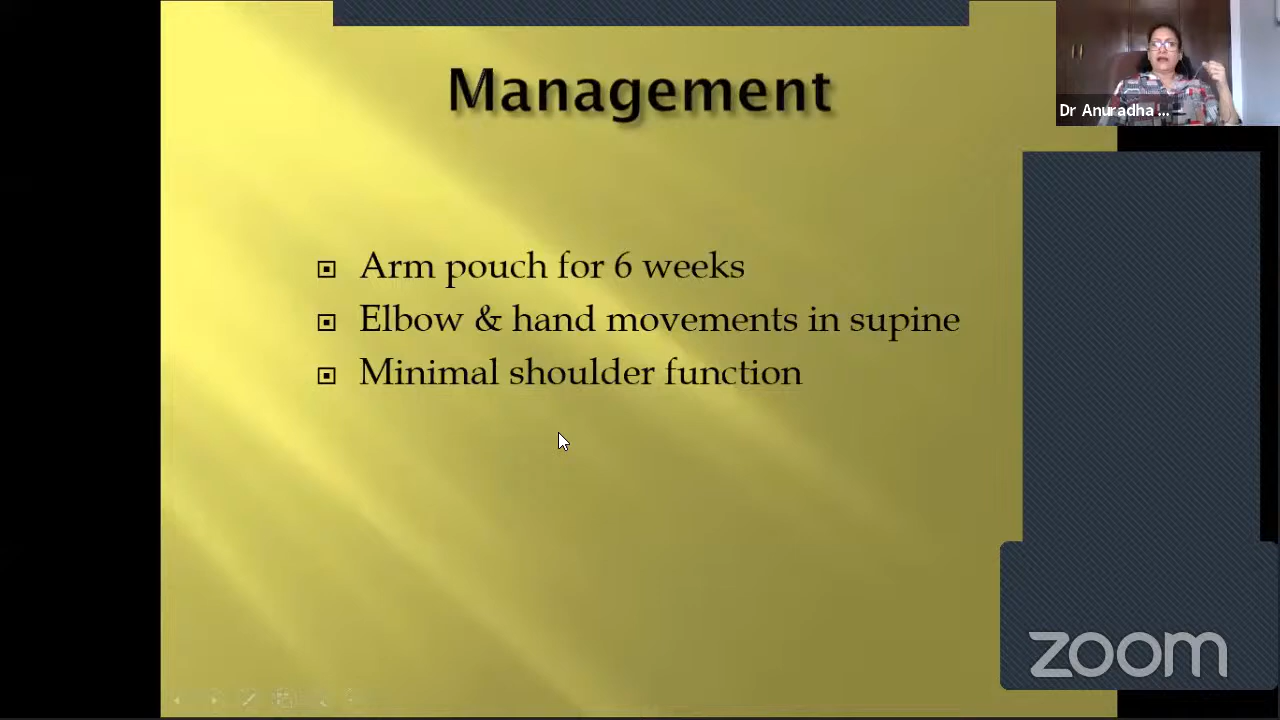 Management
Dr Anuradha ...
Arm pouch for 6 weeks
Elbow & hand movements in supine
Minimal shoulder function
zoom